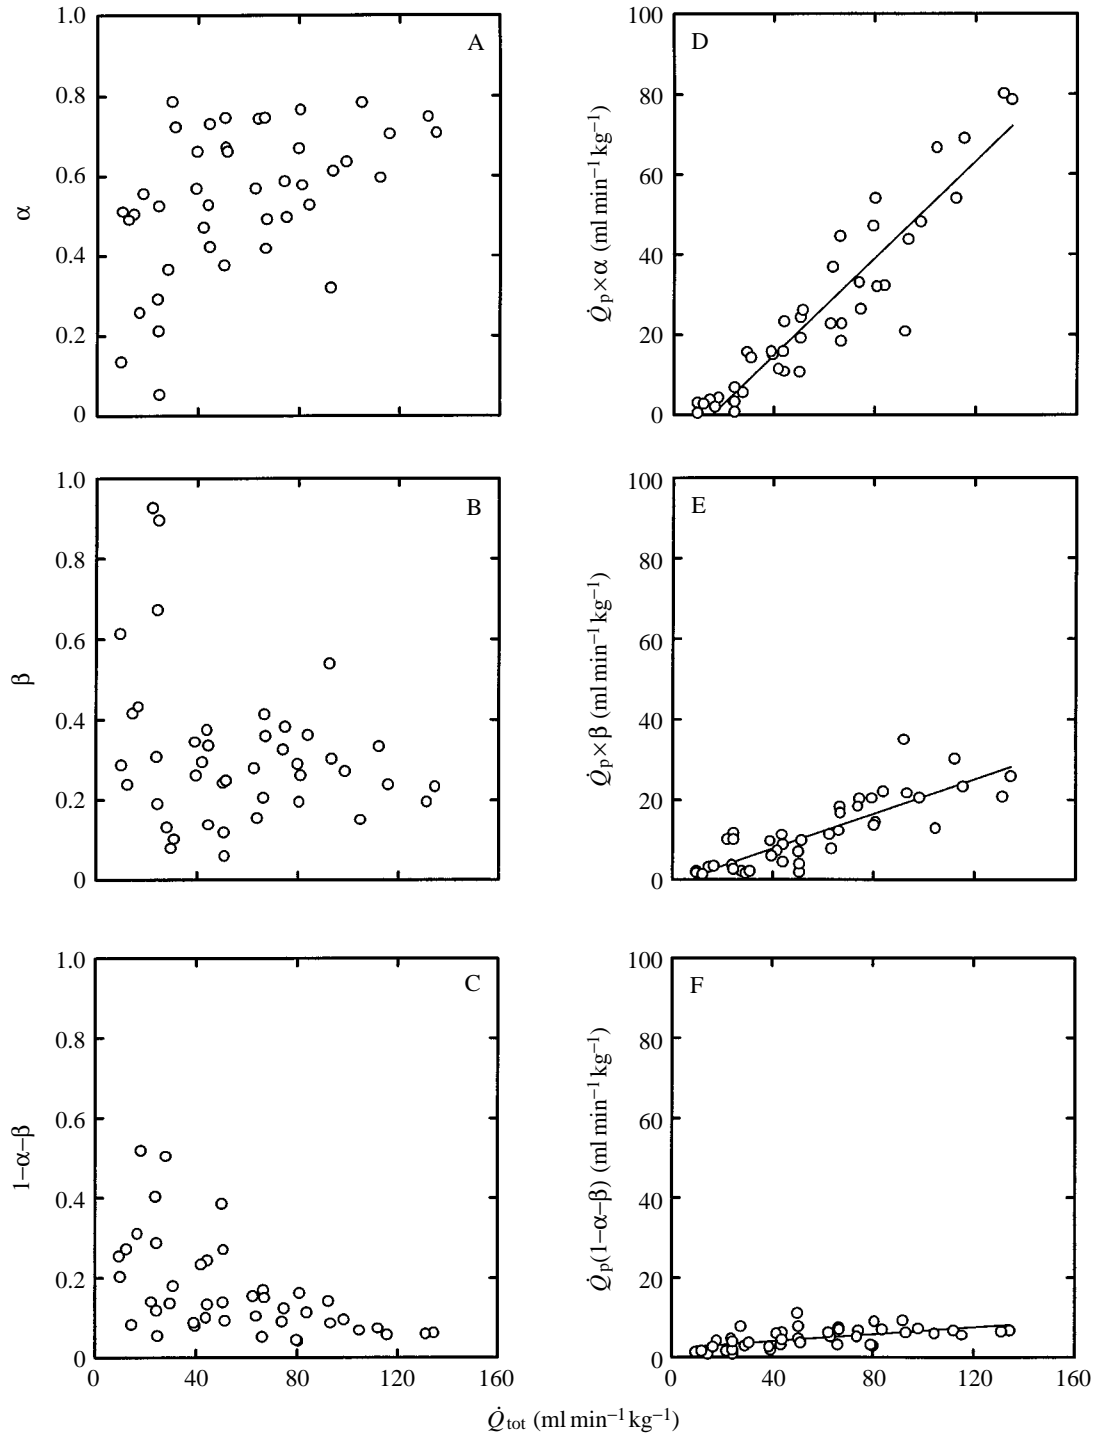 1.0
A
0.8
0.6
0.4
0.2
0
α
100
D
80
60
40
20
0
Q̇p×α (ml min−1 kg−1)
1.0
B
0.8
0.6
0.4
0.2
0
β
100
E
80
60
40
20
0
Q̇p×β (ml min−1 kg−1)
1.0
C
0.8
0.6
0.4
0.2
0
1−α−β
0 40 80 120 160
100
F
80
60
40
20
0
Q̇p(1−α−β) (ml min−1 kg−1)
0 40 80 120 160
Q̇tot (ml min−1 kg−1)